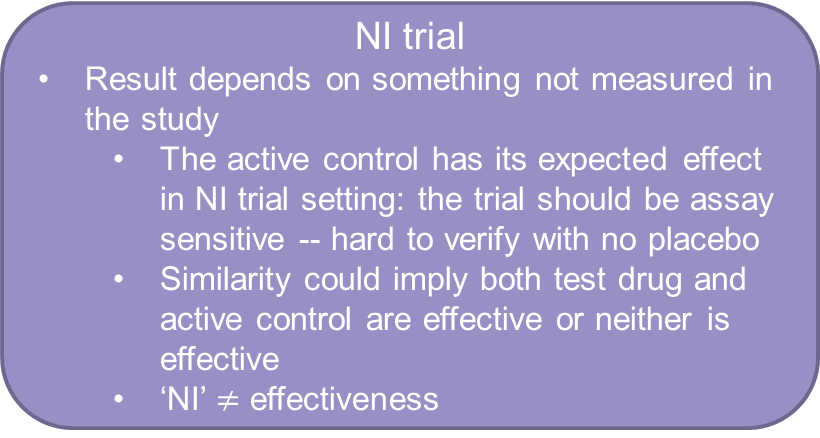 NI trial
• Result depends on something not measured in
the study
• The active control has its expected effect
in NI trial setting: the trial should be assay
sensitive -- hard to verify with no placebo
• Similarity could imply both test drug and
active control are effective or neither is
effective
• ‘NI’ ≠ effectiveness